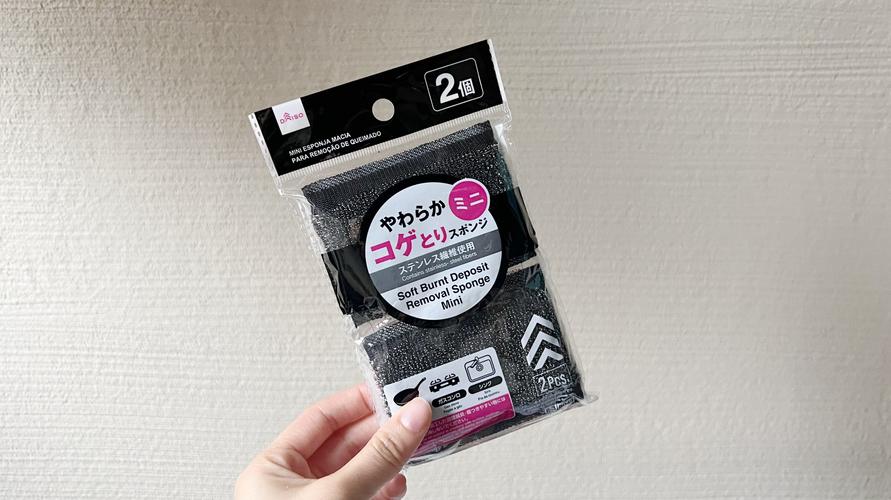 DAISO
2個
MINI ESPONJA MACIA
PARA REMOÇÃO DE QUEIMADO
ミニ
やわらか
コゲとりスポンジ
ステンレス繊維使用
Contains stainless-steel fibers
Soft Burnt Deposit
Removal Sponge
Mini
ガスコンロ
シンク
2Pcs